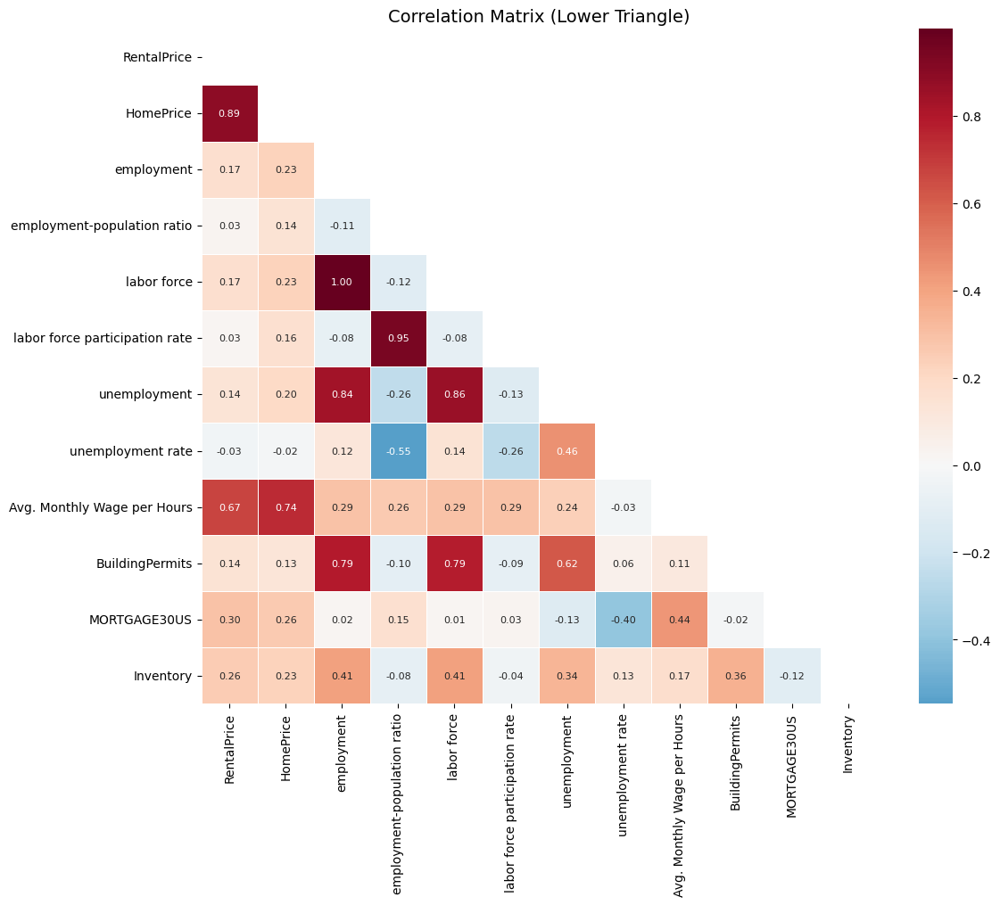 Correlation Matrix (Lower Triangle)
RentalPrice
HomePrice 0.89
employment 0.17 0.23
employment-population ratio 0.03 0.14 -0.11
labor force 0.17 0.23 1.00 -0.12
labor force participation rate 0.03 0.16 -0.08 0.95 -0.08
unemployment 0.14 0.20 0.84 -0.26 0.86 -0.13
unemployment rate -0.03 -0.02 0.12 -0.55 0.14 -0.26 0.46
Avg. Monthly Wage per Hours 0.67 0.74 0.29 0.26 0.29 0.29 0.24 -0.03
BuildingPermits 0.14 0.13 0.79 -0.10 0.79 -0.09 0.62 0.06 0.11
MORTGAGE30US 0.30 0.26 0.02 0.15 0.01 0.03 -0.13 -0.40 0.44 -0.02
Inventory 0.26 0.23 0.41 -0.08 0.41 -0.04 0.34 0.13 0.17 0.36 -0.12
RentalPrice
HomePrice
employment
employment-population ratio
labor force
labor force participation rate
unemployment
unemployment rate
Avg. Monthly Wage per Hours
BuildingPermits
MORTGAGE30US
Inventory
0.8
0.6
0.4
0.2
0.0
−0.2
−0.4